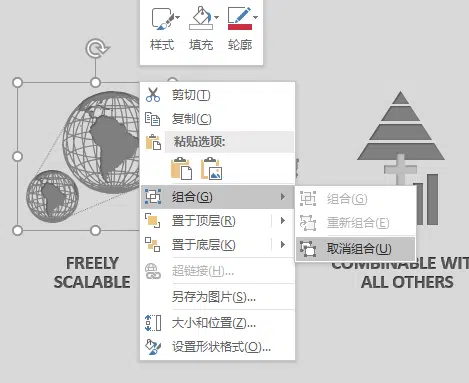 样式
填充
轮廓
剪切(T)
复制(C)
粘贴选项:
组合(G)
组合(G)
重新组合(E)
置于顶层(R)
置于底层(K)
取消组合(U)
超链接(H)...
另存为图片(S)...
大小和位置(Z)...
设置形状格式(O)...
FREELY
SCALABLE
COMBINABLE WIT
ALL OTHERS